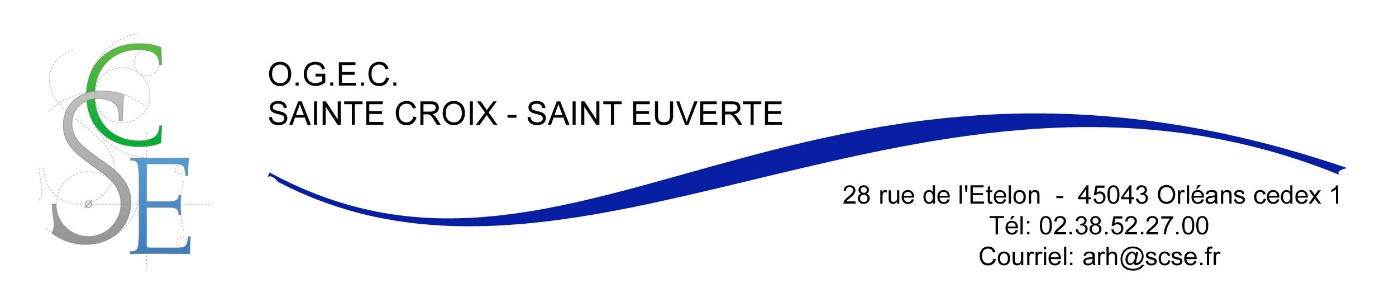 SCSE
O.G.E.C.
SAINTE CROIX - SAINT EUVERTE
28 rue de l'Etelon - 45043 Orléans cedex 1
Tél: 02.38.52.27.00
Courriel: arh@scse.fr